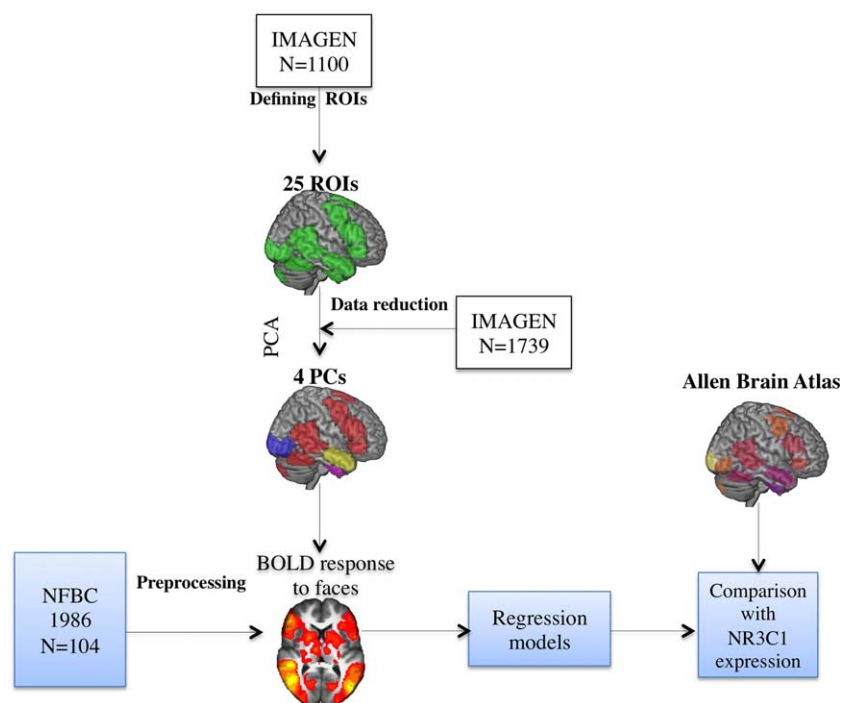 IMAGEN
N=1100
Defining ROIs
25 ROIs
Data reduction
PCA
IMAGEN
N=1739
4 PCs
Allen Brain Atlas
BOLD response
to faces
Preprocessing
NFBC
1986
N=104
Regression
models
Comparison
with
NR3C1
expression